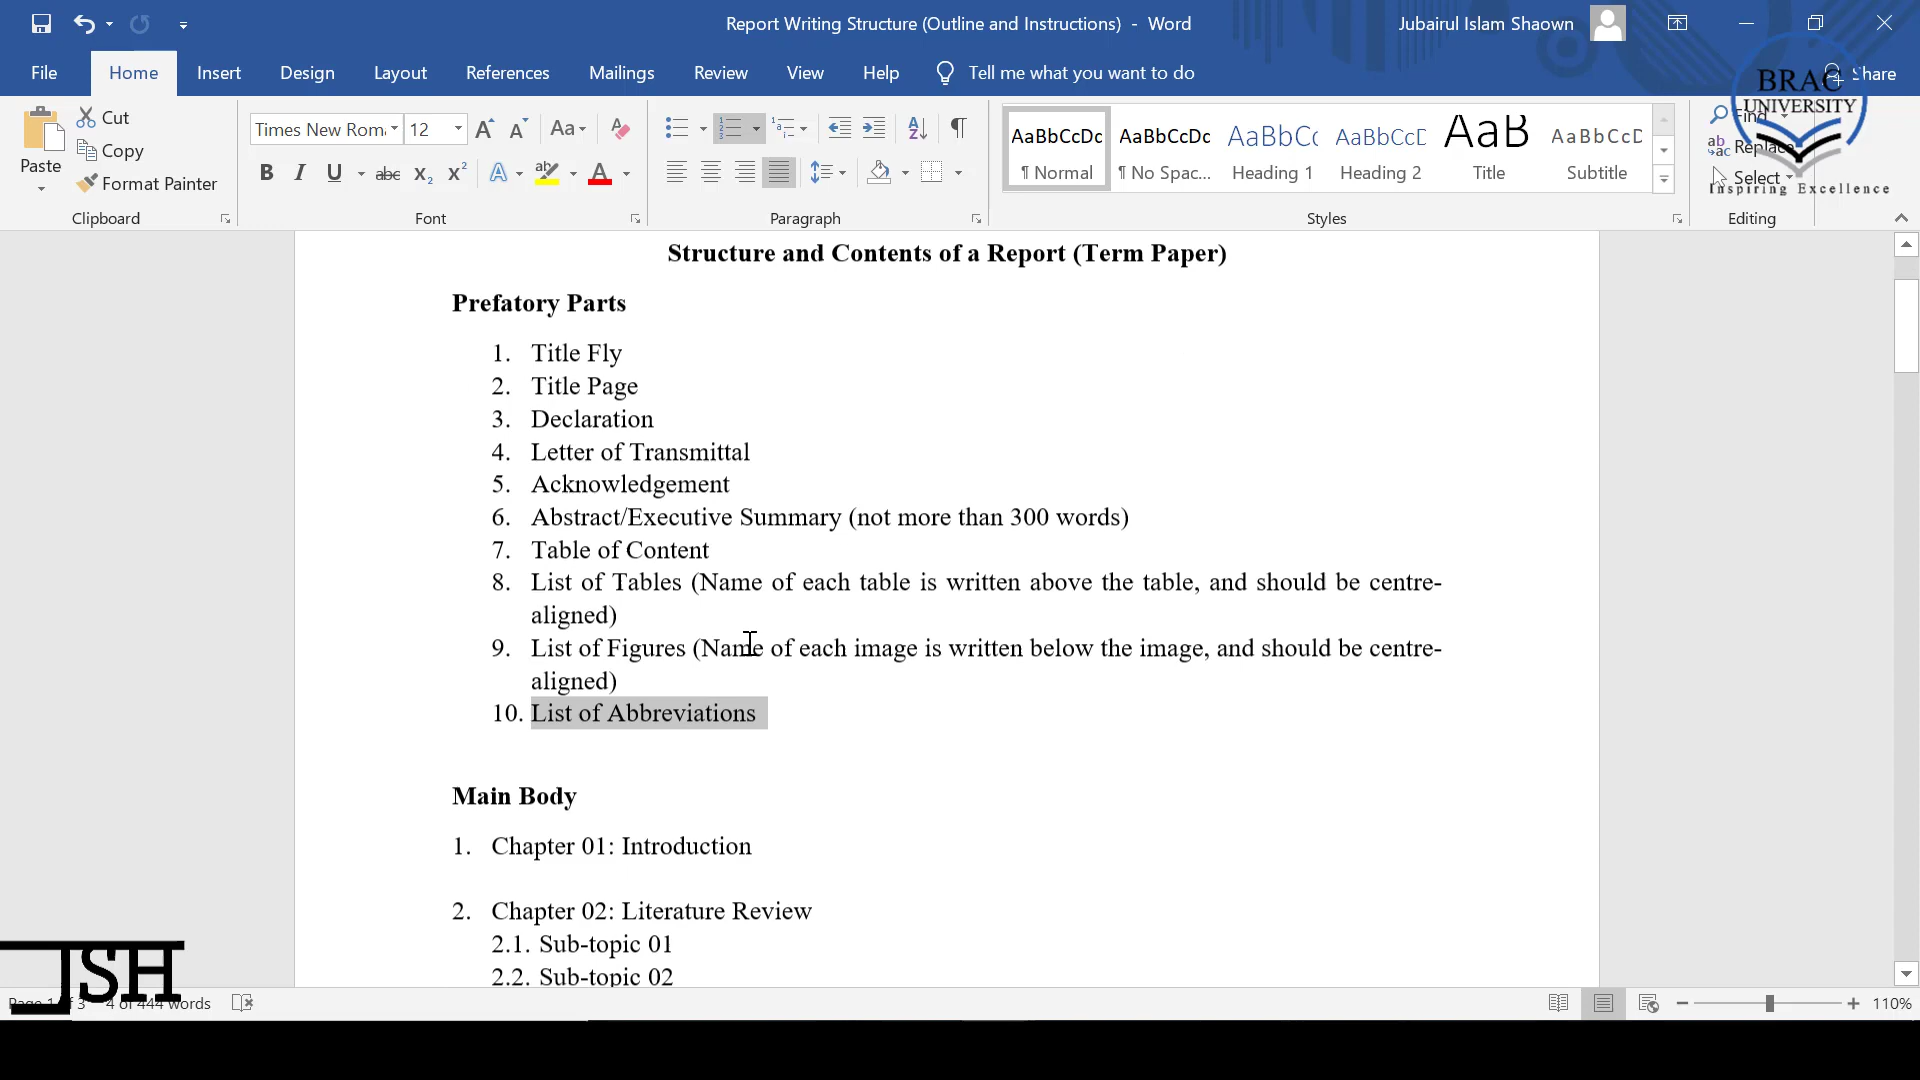 Report Writing Structure (Outline and Instructions) - Word
Jubairul Islam Shaown
File
Home
Insert
Design
Layout
References
Mailings
Review
View
Help
Tell me what you want to do
Share
BRAC
UNIVERSITY
Inspiring Excellence
Paste
Cut
Copy
Format Painter
Clipboard
Times New Rom
12
Font
Paragraph
AaBbCcDc
¶ Normal
AaBbCcDc
¶ No Spac...
AaBbCc
Heading 1
AaBbCcD
Heading 2
AaB
Title
AaBbCcD
Subtitle
Styles
Find
Replace
Select
Editing
Structure and Contents of a Report (Term Paper)
Prefatory Parts
1. Title Fly
2. Title Page
3. Declaration
4. Letter of Transmittal
5. Acknowledgement
6. Abstract/Executive Summary (not more than 300 words)
7. Table of Content
8. List of Tables (Name of each table is written above the table, and should be centre-
aligned)
9. List of Figures (Name of each image is written below the image, and should be centre-
aligned)
10. List of Abbreviations
Main Body
1. Chapter 01: Introduction
2. Chapter 02: Literature Review
2.1. Sub-topic 01
2.2. Sub-topic 02
JSH
Page 1 of 3
4 of 444 words
110%